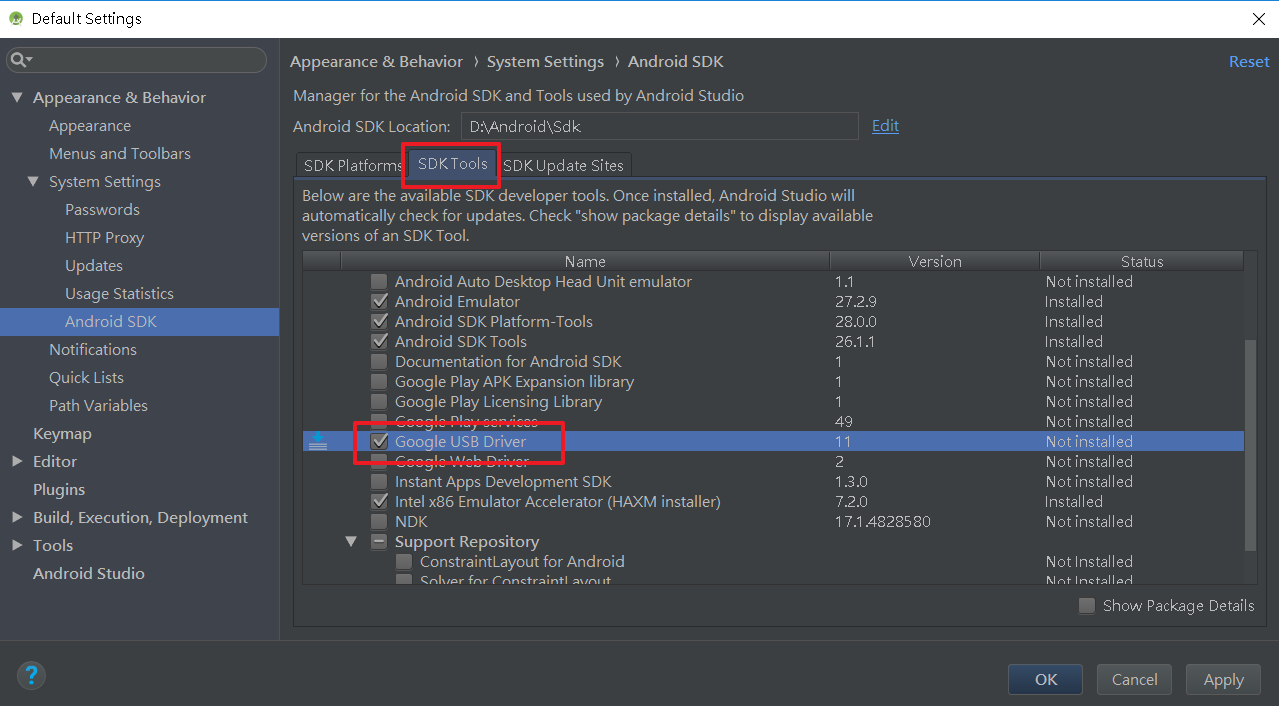 Default Settings
Appearance & Behavior › System Settings › Android SDK
Reset
Manager for the Android SDK and Tools used by Android Studio
Android SDK Location: D:\Android\Sdk Edit
SDK Platforms SDK Tools SDK Update Sites
Below are the available SDK developer tools. Once installed, Android Studio will
automatically check for updates. Check "show package details" to display available
versions of an SDK Tool.
Name Version Status
Android Auto Desktop Head Unit emulator 1.1 Not installed
Android Emulator 27.2.9 Installed
Android SDK Platform-Tools 28.0.0 Installed
Android SDK Tools 26.1.1 Installed
Documentation for Android SDK 1 Not installed
Google Play APK Expansion library 1 Not installed
Google Play Licensing Library 1 Not installed
Google Play services 49 Not installed
Google USB Driver 11 Not installed
Google Web Driver 2 Not installed
Instant Apps Development SDK 1.3.0 Not installed
Intel x86 Emulator Accelerator (HAXM installer) 7.2.0 Installed
NDK 17.1.4828580 Not installed
Support Repository
ConstraintLayout for Android Not Installed
Solver for ConstraintLayout Not Installed
Show Package Details
Appearance & Behavior
Appearance
Menus and Toolbars
System Settings
Passwords
HTTP Proxy
Updates
Usage Statistics
Android SDK
Notifications
Quick Lists
Path Variables
Keymap
Editor
Plugins
Build, Execution, Deployment
Tools
Android Studio
?
OK Cancel Apply